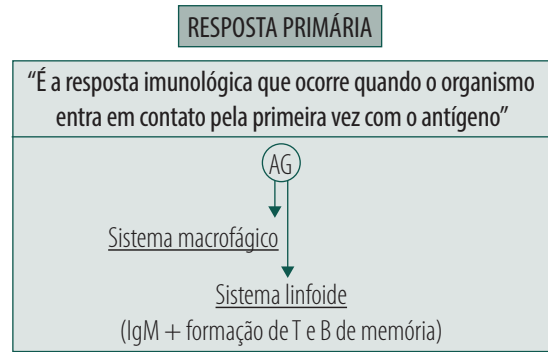 RESPOSTA PRIMÁRIA
“É a resposta imunológica que ocorre quando o organismo
entra em contato pela primeira vez com o antígeno”
AG
Sistema macrofágico
Sistema linfoide
(IgM + formação de T e B de memória)